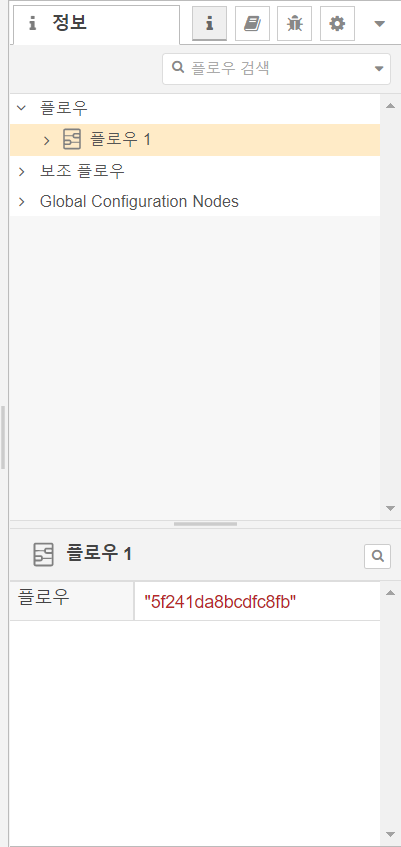 정보
플로우 검색
플로우
플로우 1
보조 플로우
Global Configuration Nodes
플로우 1
플로우 "5f241da8bcdfc8fb"